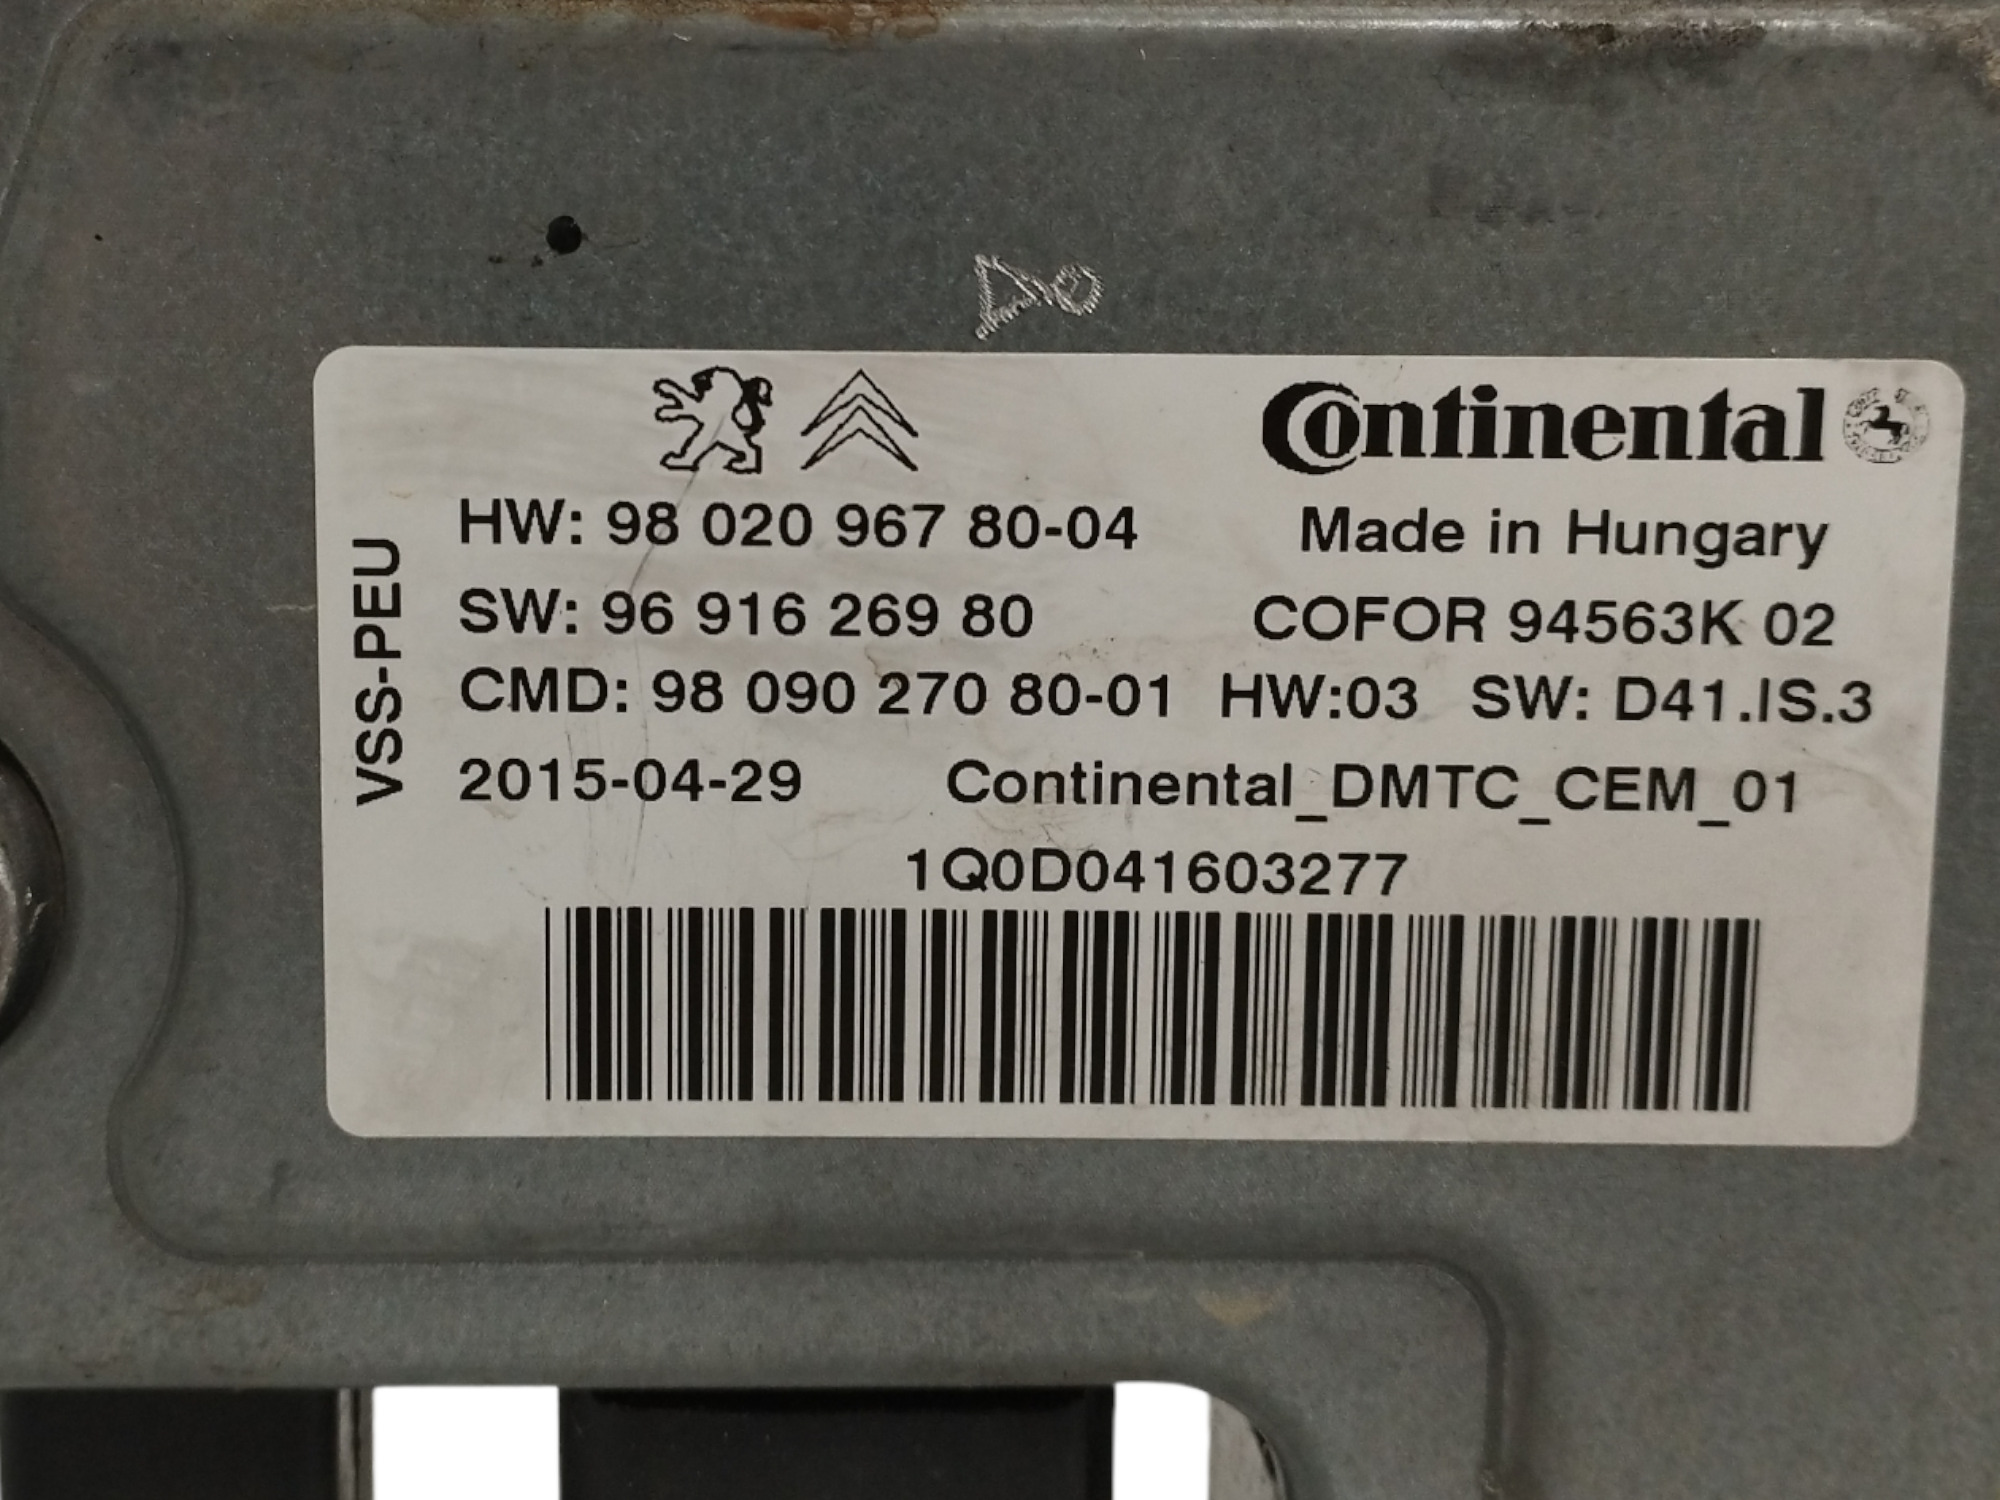 Continental
HW: 98 020 967 80-04
Made in Hungary
SW: 96 916 269 80
COFOR 94563K 02
CMD: 98 090 270 80-01 HW:03 SW: D41.IS.3
2015-04-29
Continental_DMTC_CEM_01
1Q0D041603277
VSS-PEU